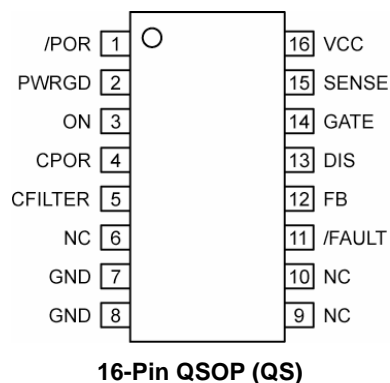 /POR 1 16 VCC
PWRGD 2 15 SENSE
ON 3 14 GATE
CPOR 4 13 DIS
CFILTER 5 12 FB
NC 6 11 /FAULT
GND 7 10 NC
GND 8 9 NC
16-Pin QSOP (QS)